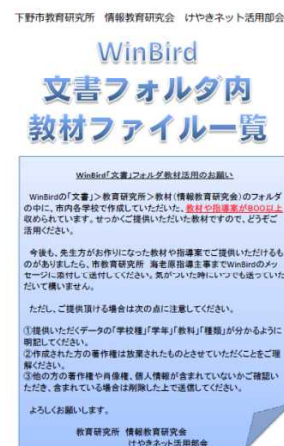 下野市教育研究所　情報教育研究会　けやきネット活用部会
WinBird
文書フォルダ内
教材ファイル一覧
WinBird「文書」フォルダ教材活用のお願い
WinBirdの「文書」＞教育研究所＞教材（情報教育研究会）のフォルダ
の中に、市内各学校で作成していただいた、教材や指導案が800以上
収められています。せっかくご提供いただいた教材ですので、どうぞご
活用ください。
今後も、先生方がお作りになった教材や指導案でご提供いただけるも
のがありましたら、市教育研究所　海老原指導主事までWinBirdのメッ
セージに添付して送付してください。気がついた時にいつでも送っていた
だいて構いません。
ただし、ご提供頂ける場合は次の点に注意してください。
①提供いただくデータの「学校種」「学年」「教科」「種類」が分かるように
明記してください。
②作成された方の著作権は放棄されたものとさせていただくことをご理
解ください。
③他の方の著作権や肖像権、個人情報が含まれていないかご確認い
ただき、含まれている場合は削除した上で送信してください。
よろしくお願いします。
教育研究所　情報教育研究会
けやきネット活用部会